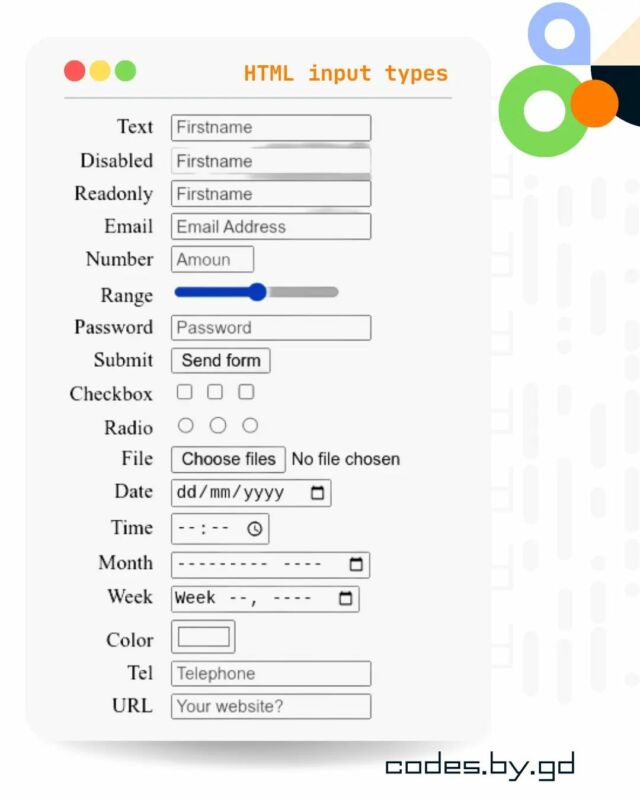 HTML input types
Text Firstname
Disabled Firstname
Readonly Firstname
Email Email Address
Number Amoun
Range
Password Password
Submit Send form
Checkbox
Radio
File Choose files No file chosen
Date dd/mm/yyyy
Time --:--
Month --------- ----
Week Week --, ----
Color
Tel Telephone
URL Your website?
codes.by.gd